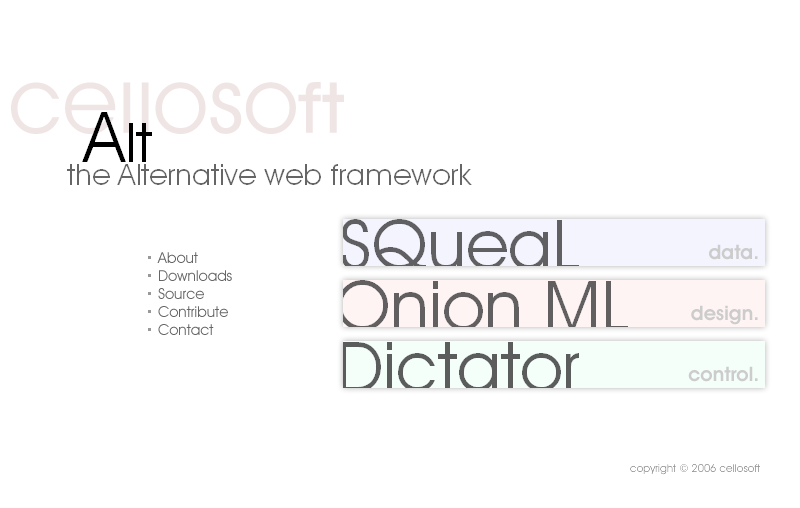 cellosoft
Alt
the Alternative web framework
About
Downloads
Source
Contribute
Contact
SQueaL
data.
Onion ML
design.
Dictator
control.
copyright © 2006 cellosoft